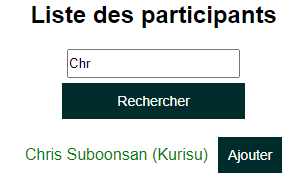 Liste des participants
Chr
Rechercher
Chris Suboonsan (Kurisu) Ajouter